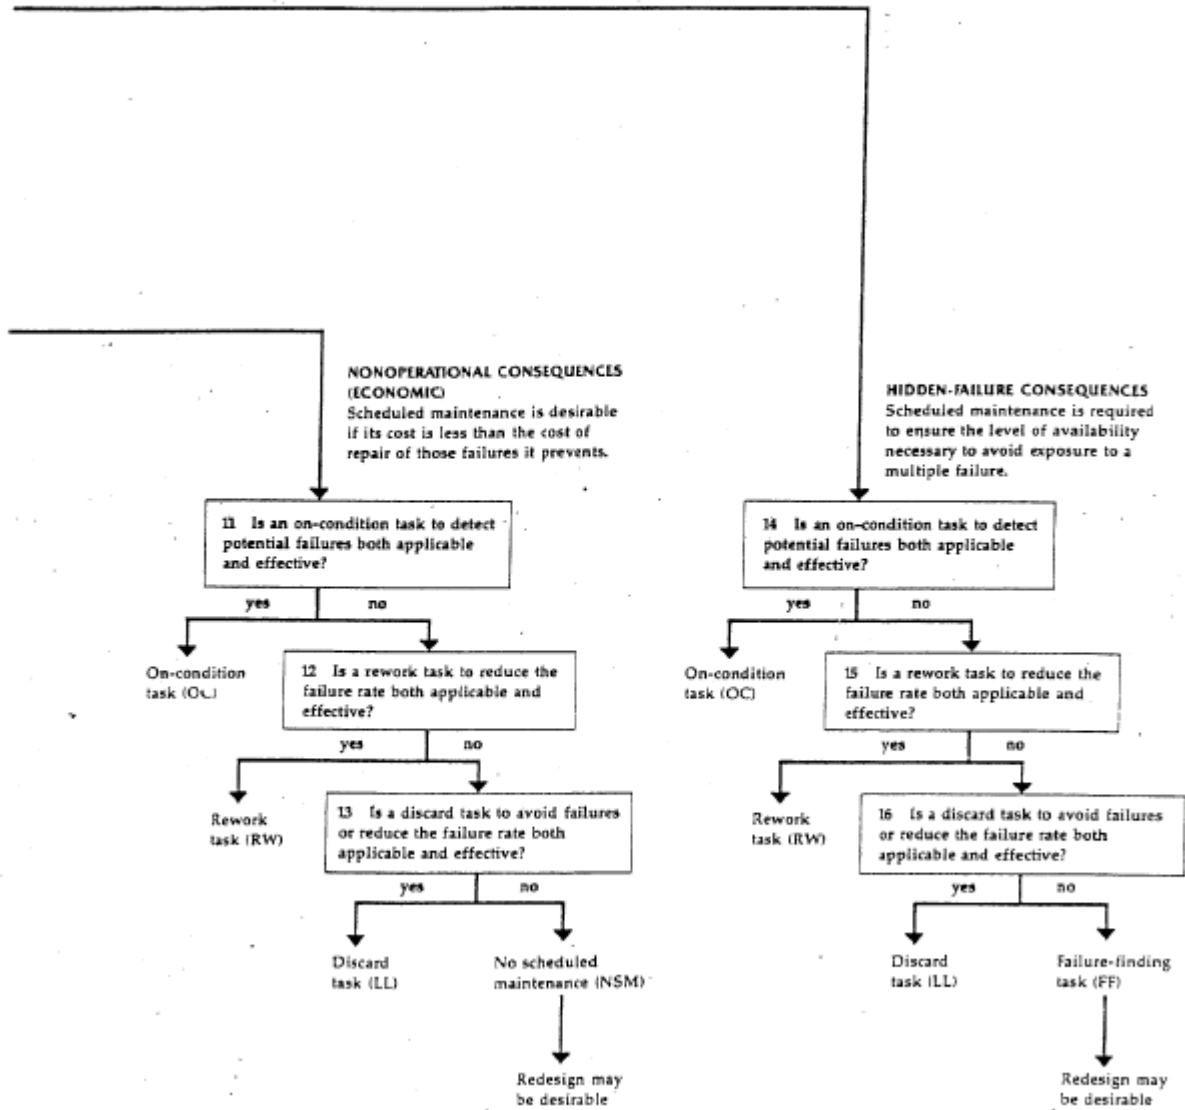 NONOPERATIONAL CONSEQUENCES
(ECONOMIC)
Scheduled maintenance is desirable
if its cost is less than the cost of
repair of those failures it prevents.
11 Is an on-condition task to detect
potential failures both applicable
and effective?
yes no
On-condition
task
12 Is a rework task to reduce the
failure rate both applicable and
effective?
yes no
Rework
task (RW)
13 Is a discard task to avoid failures
or reduce the failure rate both
applicable and effective?
yes no
Discard
task (LL)
No scheduled
maintenance (NSM)
Redesign may
be desirable
HIDDEN-FAILURE CONSEQUENCES
Scheduled maintenance is required
to ensure the level of availability
necessary to avoid exposure to a
multiple failure.
14 Is an on-condition task to detect
potential failures both applicable
and effective?
yes no
On-condition
task (OC)
15 Is a rework task to reduce the
failure rate both applicable and
effective?
yes no
Rework
task (RW)
16 Is a discard task to avoid failures
or reduce the failure rate both
applicable and effective?
yes no
Discard
task (LL)
Failure-finding
task (FF)
Redesign may
be desirable